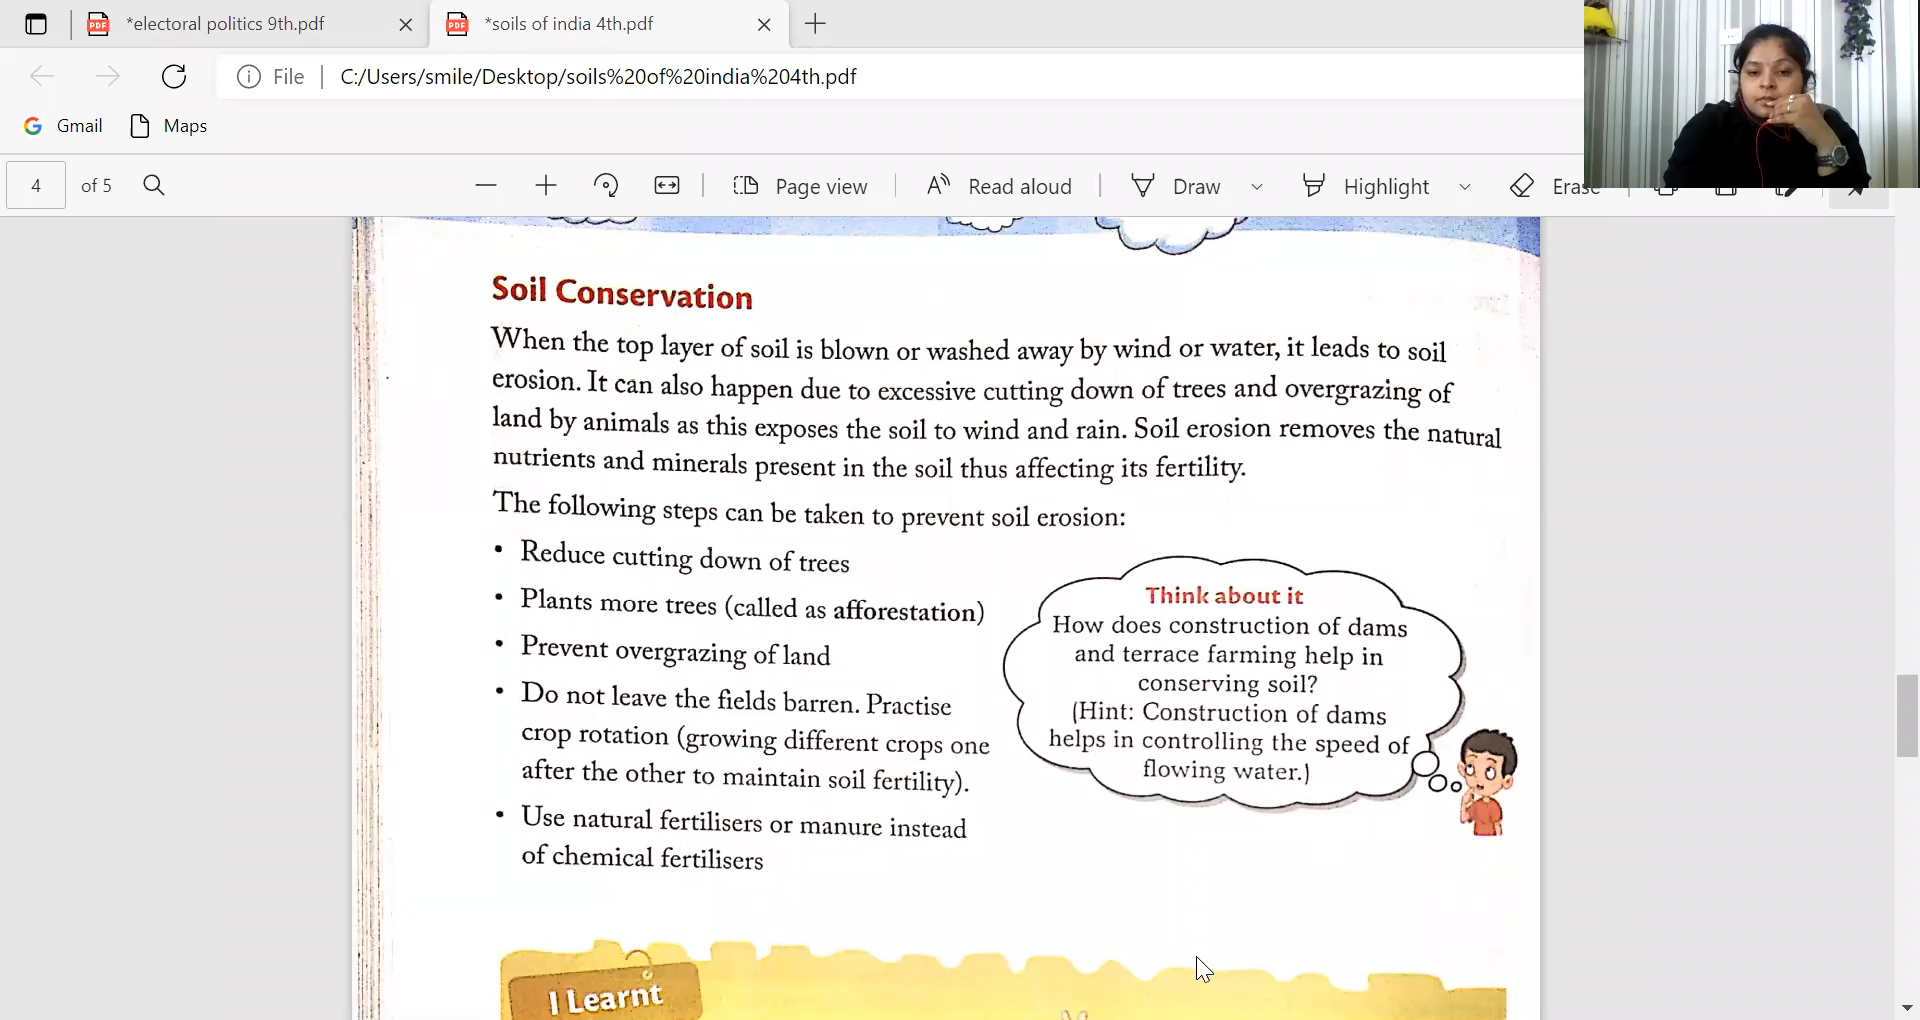 *electoral politics 9th.pdf
*soils of india 4th.pdf
File
C:/Users/smile/Desktop/soils%20of%20india%204th.pdf
Gmail
Maps
4
of 5
Page view
Read aloud
Draw
Highlight
Erase
Soil Conservation
When the top layer of soil is blown or washed away by wind or water, it leads to soil
erosion. It can also happen due to excessive cutting down of trees and overgrazing of
land by animals as this exposes the soil to wind and rain. Soil erosion removes the natural
nutrients and minerals present in the soil thus affecting its fertility.
The following steps can be taken to prevent soil erosion:
• Reduce cutting down of trees
• Plants more trees (called as afforestation)
• Prevent overgrazing of land
• Do not leave the fields barren. Practise
crop rotation (growing different crops one
after the other to maintain soil fertility).
• Use natural fertilisers or manure instead
of chemical fertilisers
Think about it
How does construction of dams
and terrace farming help in
conserving soil?
(Hint: Construction of dams
helps in controlling the speed of
flowing water.)
I Learnt